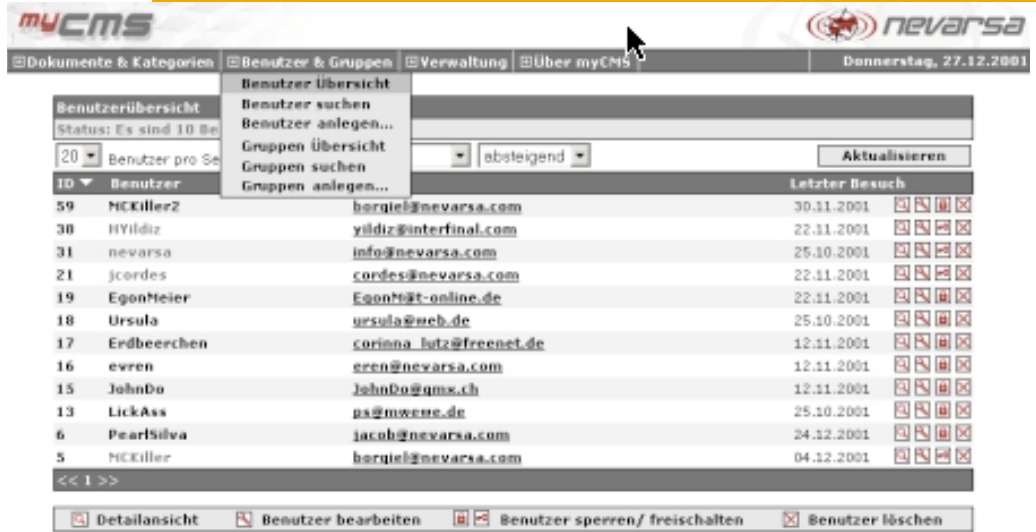 myCMS nevarsa
Dokumente & Kategorien Benutzer & Gruppen Verwaltung Über myCMS Donnerstag, 27.12.2001
Benutzer Übersicht
Benutzer suchen
Benutzer anlegen...
Gruppen Übersicht
Gruppen suchen
Gruppen anlegen...
Benutzerübersicht
Status: Es sind 10 Be
20 Benutzer pro Se absteigend Aktualisieren
ID Benutzer Letzter Besuch
59 MCKiller2 borgiel@nevarsa.com 30.11.2001
38 HYildiz yildiz@interfinal.com 22.11.2001
31 nevarsa info@nevarsa.com 25.10.2001
21 jcordes cordes@nevarsa.com 22.11.2001
19 EgonMeier EgonM@t-online.de 22.11.2001
18 Ursula ursula@web.de 25.10.2001
17 Erdbeerchen corinna_lutz@freenet.de 12.11.2001
16 evren eren@nevarsa.com 12.11.2001
15 JohnDo JohnDo@gmx.ch 12.11.2001
13 LickAss ps@mwewe.de 25.10.2001
6 PearlSilva jacob@nevarsa.com 24.12.2001
5 MCKiller borgiel@nevarsa.com 04.12.2001
<< 1 >>
Detailansicht Benutzer bearbeiten Benutzer sperren/ freischalten Benutzer löschen